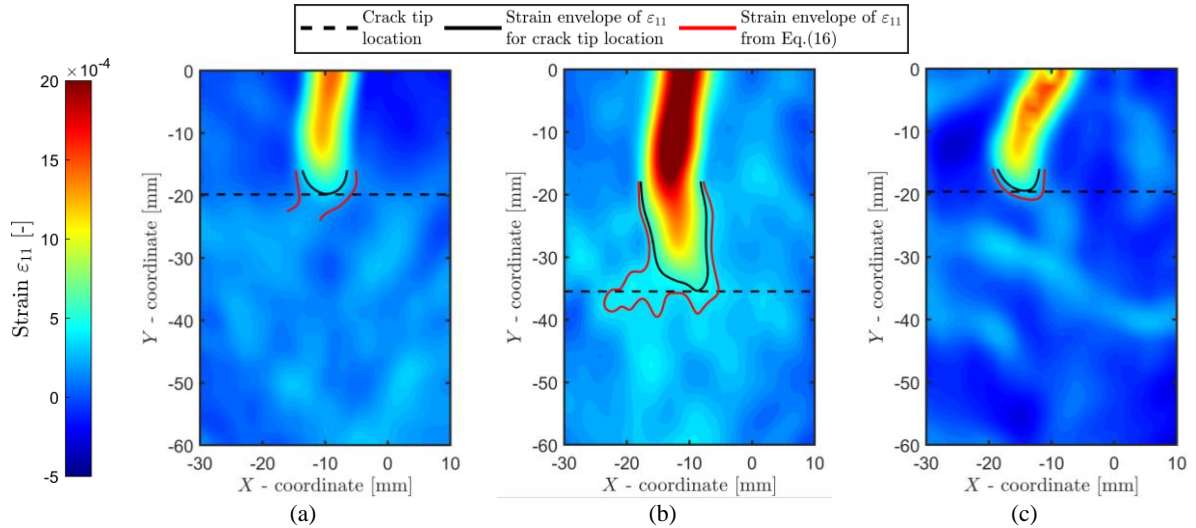 Crack tip location
Strain envelope of ε₁₁ for crack tip location
Strain envelope of ε₁₁ from Eq.(16)
×10⁻⁴
20
15
10
5
0
-5
Strain ε₁₁ [-]
0
-10
-20
-30
-40
-50
-60
Y - coordinate [mm]
-30 -20 -10 0 10
X - coordinate [mm]
(a)
0
-10
-20
-30
-40
-50
-60
Y - coordinate [mm]
-30 -20 -10 0 10
X - coordinate [mm]
(b)
0
-10
-20
-30
-40
-50
-60
Y - coordinate [mm]
-30 -20 -10 0 10
X - coordinate [mm]
(c)